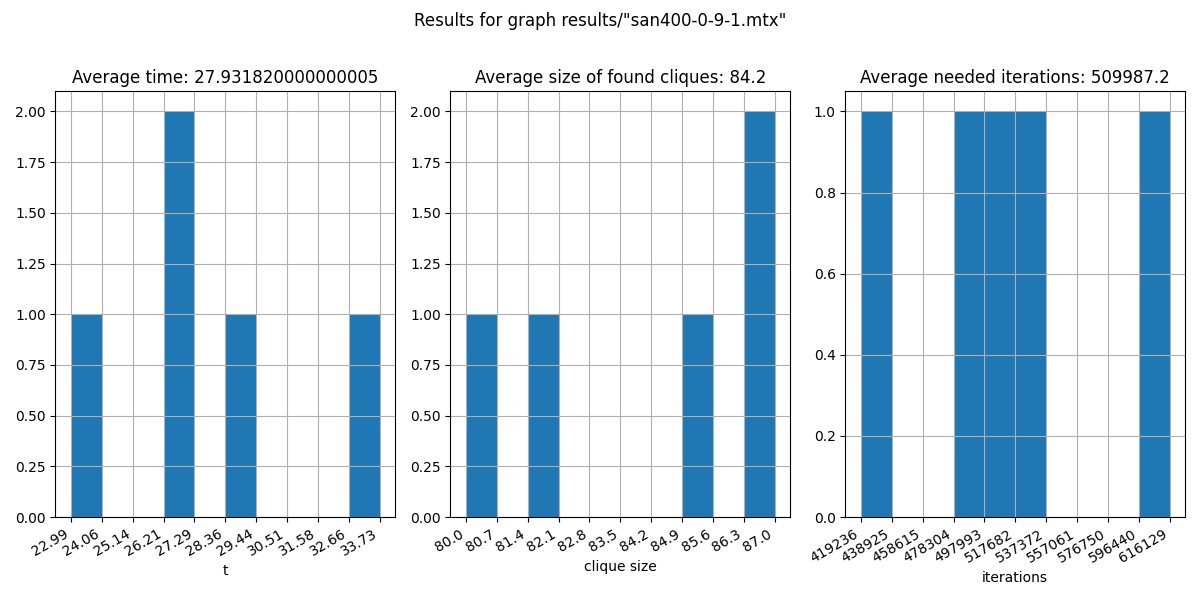 Results for graph results/"san400-0-9-1.mtx"
Average time: 27.931820000000005
2.00
1.75
1.50
1.25
1.00
0.75
0.50
0.25
0.00
22.99 24.06 25.14 26.21 27.29 28.36 29.44 30.51 31.58 32.66 33.73
t
Average size of found cliques: 84.2
2.00
1.75
1.50
1.25
1.00
0.75
0.50
0.25
0.00
80.0 80.7 81.4 82.1 82.8 83.5 84.2 84.9 85.6 86.3 87.0
clique size
Average needed iterations: 509987.2
1.0
0.8
0.6
0.4
0.2
0.0
419236 438925 458615 478304 497993 517682 537372 557061 576750 596440 616129
iterations